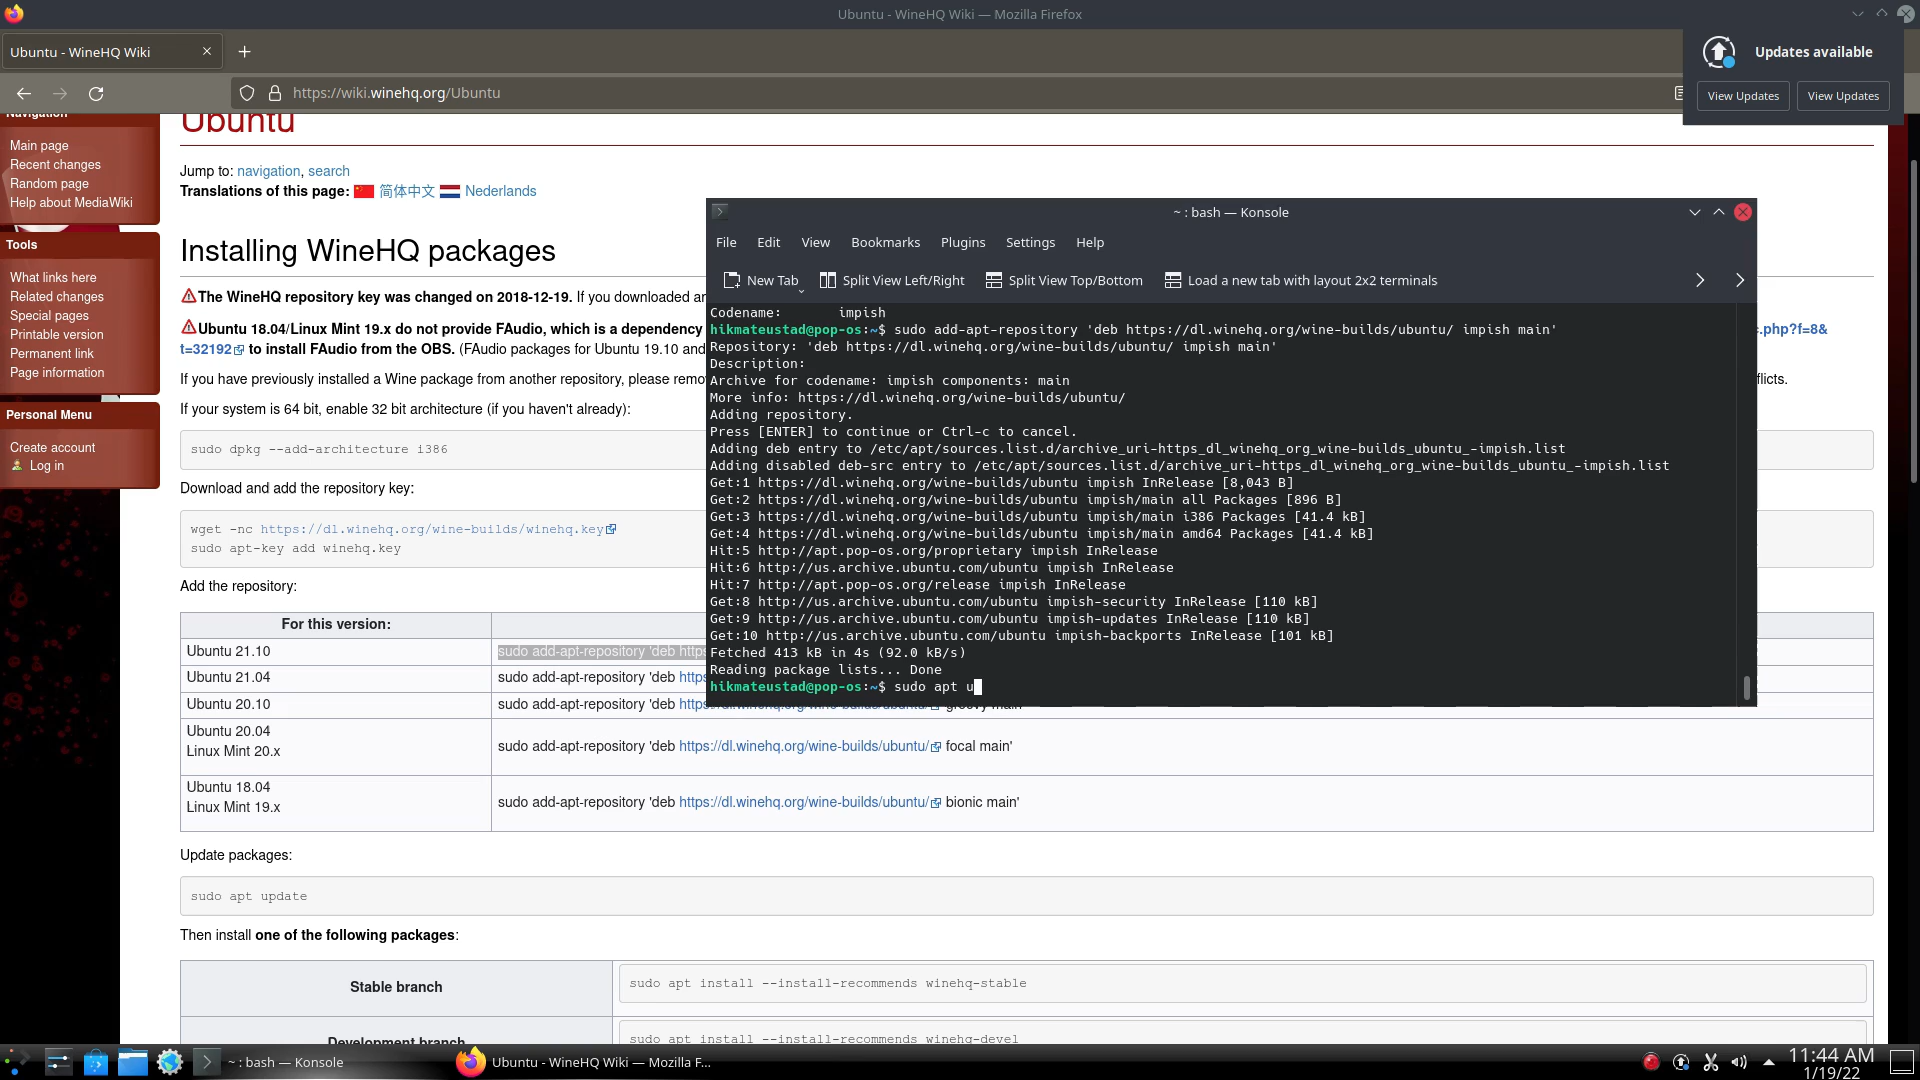 Ubuntu - WineHQ Wiki — Mozilla Firefox
Ubuntu - WineHQ Wiki
https://wiki.winehq.org/Ubuntu
Updates available
View Updates View Updates
Navigation
Main page
Recent changes
Random page
Help about MediaWiki
Tools
What links here
Related changes
Special pages
Printable version
Permanent link
Page information
Personal Menu
Create account
Log in
Ubuntu
Jump to: navigation, search
Translations of this page: 简体中文 Nederlands
Installing WineHQ packages
The WineHQ repository key was changed on 2018-12-19. If you downloaded
Ubuntu 18.04/Linux Mint 19.x do not provide FAudio, which is a dependency
.php?f=8&
t=32192 to install FAudio from the OBS. (FAudio packages for Ubuntu 19.10 and
If you have previously installed a Wine package from another repository, please remo
flicts.
If your system is 64 bit, enable 32 bit architecture (if you haven't already):
sudo dpkg --add-architecture i386
Download and add the repository key:
wget -nc https://dl.winehq.org/wine-builds/winehq.key
sudo apt-key add winehq.key
Add the repository:
For this version:
Ubuntu 21.10
sudo add-apt-repository 'deb https
Ubuntu 21.04
sudo add-apt-repository 'deb https
Ubuntu 20.10
sudo add-apt-repository 'deb https://dl.winehq.org/wine-builds/ubuntu/ groovy main'
Ubuntu 20.04
Linux Mint 20.x
sudo add-apt-repository 'deb https://dl.winehq.org/wine-builds/ubuntu/ focal main'
Ubuntu 18.04
Linux Mint 19.x
sudo add-apt-repository 'deb https://dl.winehq.org/wine-builds/ubuntu/ bionic main'
Update packages:
sudo apt update
Then install one of the following packages:
Stable branch
sudo apt install --install-recommends winehq-stable
Development branch
sudo apt install --install-recommends winehq-devel
~ : bash — Konsole
File Edit View Bookmarks Plugins Settings Help
New Tab Split View Left/Right Split View Top/Bottom Load a new tab with layout 2x2 terminals
Codename: impish
hikmateustad@pop-os:~$ sudo add-apt-repository 'deb https://dl.winehq.org/wine-builds/ubuntu/ impish main'
Repository: 'deb https://dl.winehq.org/wine-builds/ubuntu/ impish main'
Description:
Archive for codename: impish components: main
More info: https://dl.winehq.org/wine-builds/ubuntu/
Adding repository.
Press [ENTER] to continue or Ctrl-c to cancel.
Adding deb entry to /etc/apt/sources.list.d/archive_uri-https_dl_winehq_org_wine-builds_ubuntu_-impish.list
Adding disabled deb-src entry to /etc/apt/sources.list.d/archive_uri-https_dl_winehq_org_wine-builds_ubuntu_-impish.list
Get:1 https://dl.winehq.org/wine-builds/ubuntu impish InRelease [8,043 B]
Get:2 https://dl.winehq.org/wine-builds/ubuntu impish/main all Packages [896 B]
Get:3 https://dl.winehq.org/wine-builds/ubuntu impish/main i386 Packages [41.4 kB]
Get:4 https://dl.winehq.org/wine-builds/ubuntu impish/main amd64 Packages [41.4 kB]
Hit:5 http://apt.pop-os.org/proprietary impish InRelease
Hit:6 http://us.archive.ubuntu.com/ubuntu impish InRelease
Hit:7 http://apt.pop-os.org/release impish InRelease
Get:8 http://us.archive.ubuntu.com/ubuntu impish-security InRelease [110 kB]
Get:9 http://us.archive.ubuntu.com/ubuntu impish-updates InRelease [110 kB]
Get:10 http://us.archive.ubuntu.com/ubuntu impish-backports InRelease [101 kB]
Fetched 413 kB in 4s (92.0 kB/s)
Reading package lists... Done
hikmateustad@pop-os:~$ sudo apt u
~ : bash — Konsole
Ubuntu - WineHQ Wiki — Mozilla F...
11:44 AM
1/19/22